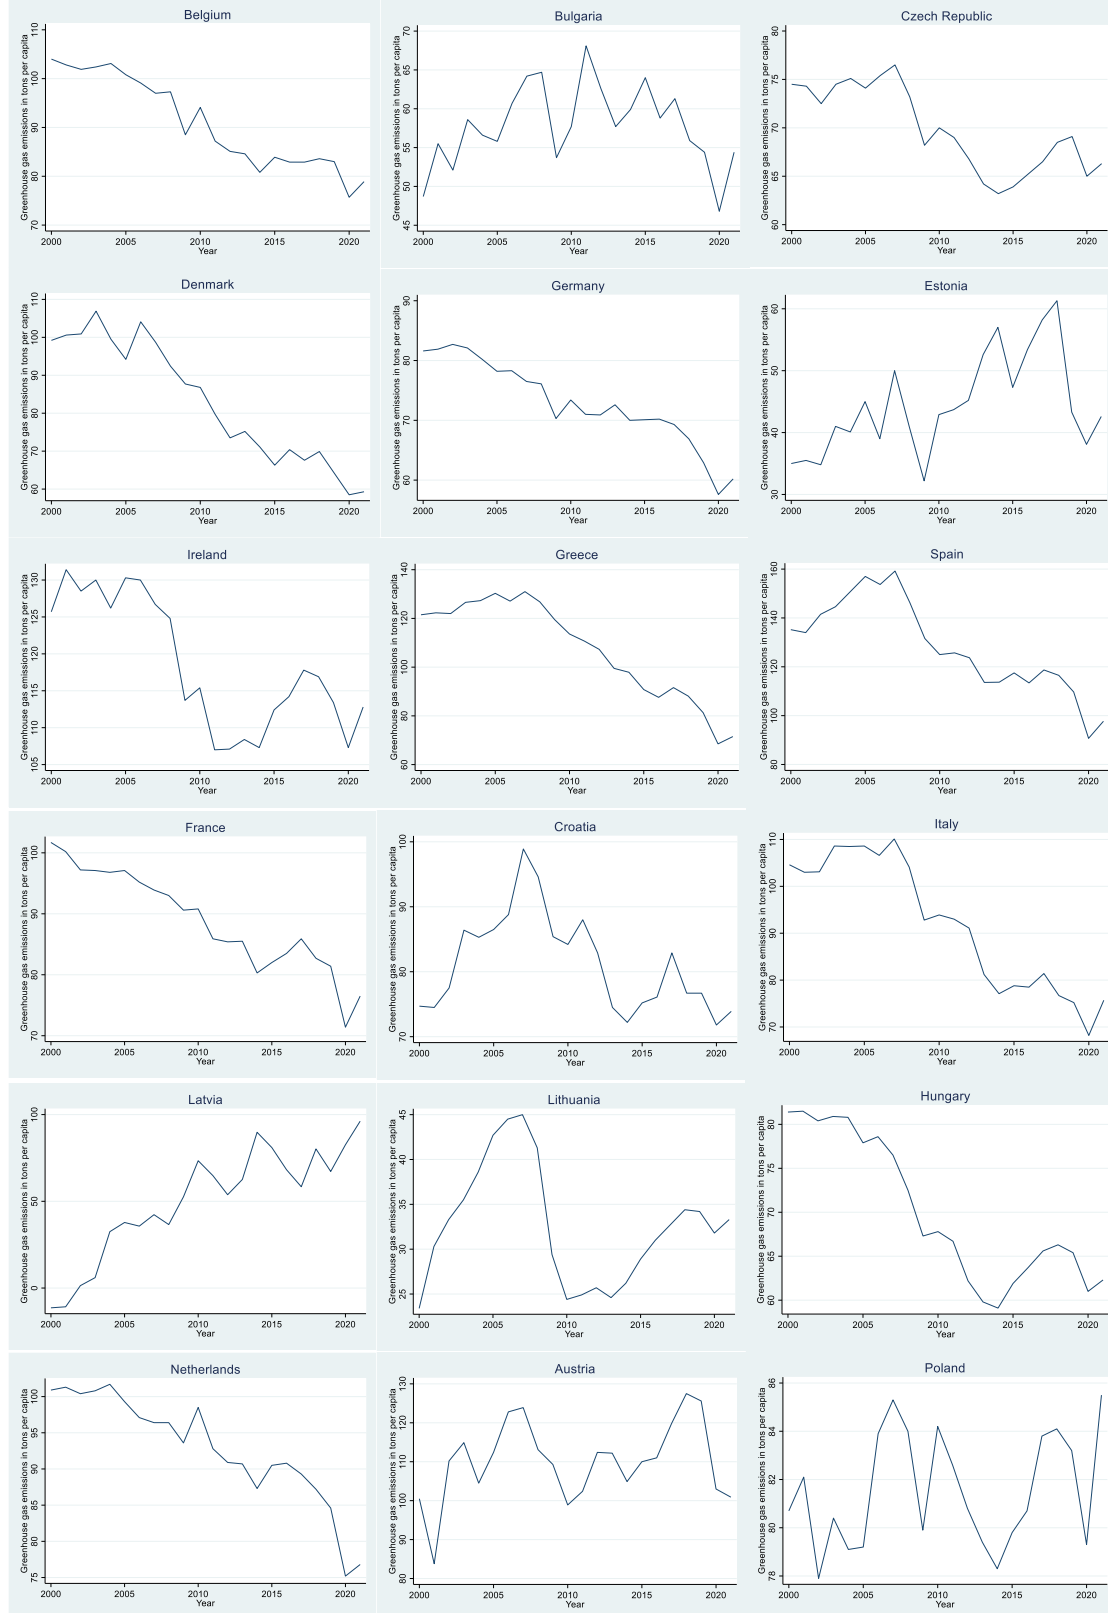 Belgium
Greenhouse gas emissions in tons per capita
110
100
90
80
70
2000 2005 2010 2015 2020
Year
Bulgaria
Greenhouse gas emissions in tons per capita
70
65
60
55
50
45
2000 2005 2010 2015 2020
Year
Czech Republic
Greenhouse gas emissions in tons per capita
80
75
70
65
60
2000 2005 2010 2015 2020
Year
Denmark
Greenhouse gas emissions in tons per capita
110
100
90
80
70
60
2000 2005 2010 2015 2020
Year
Germany
Greenhouse gas emissions in tons per capita
90
80
70
60
2000 2005 2010 2015 2020
Year
Estonia
Greenhouse gas emissions in tons per capita
60
50
40
30
2000 2005 2010 2015 2020
Year
Ireland
Greenhouse gas emissions in tons per capita
130
125
120
115
110
105
2000 2005 2010 2015 2020
Year
Greece
Greenhouse gas emissions in tons per capita
140
120
100
80
60
2000 2005 2010 2015 2020
Year
Spain
Greenhouse gas emissions in tons per capita
160
140
120
100
80
2000 2005 2010 2015 2020
Year
France
Greenhouse gas emissions in tons per capita
100
90
80
70
2000 2005 2010 2015 2020
Year
Croatia
Greenhouse gas emissions in tons per capita
100
90
80
70
2000 2005 2010 2015 2020
Year
Italy
Greenhouse gas emissions in tons per capita
110
100
90
80
70
2000 2005 2010 2015 2020
Year
Latvia
Greenhouse gas emissions in tons per capita
100
50
0
2000 2005 2010 2015 2020
Year
Lithuania
Greenhouse gas emissions in tons per capita
45
40
35
30
25
2000 2005 2010 2015 2020
Year
Hungary
Greenhouse gas emissions in tons per capita
80
75
70
65
60
2000 2005 2010 2015 2020
Year
Netherlands
Greenhouse gas emissions in tons per capita
100
95
90
85
80
75
2000 2005 2010 2015 2020
Year
Austria
Greenhouse gas emissions in tons per capita
130
120
110
100
90
80
2000 2005 2010 2015 2020
Year
Poland
Greenhouse gas emissions in tons per capita
86
84
82
80
78
2000 2005 2010 2015 2020
Year